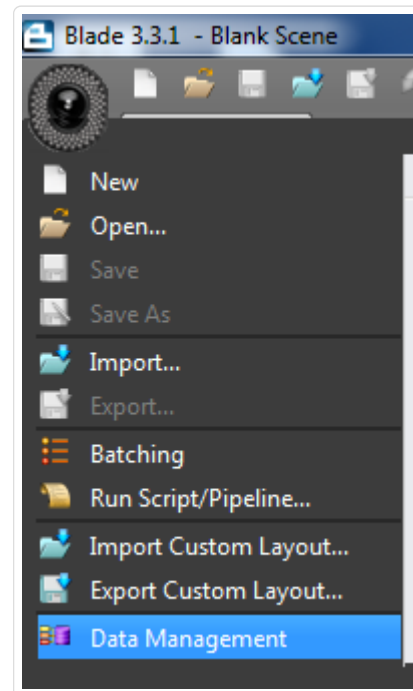 Blade 3.3.1 - Blank Scene
New
Open...
Save
Save As
Import...
Export...
Batching
Run Script/Pipeline...
Import Custom Layout...
Export Custom Layout...
Data Management